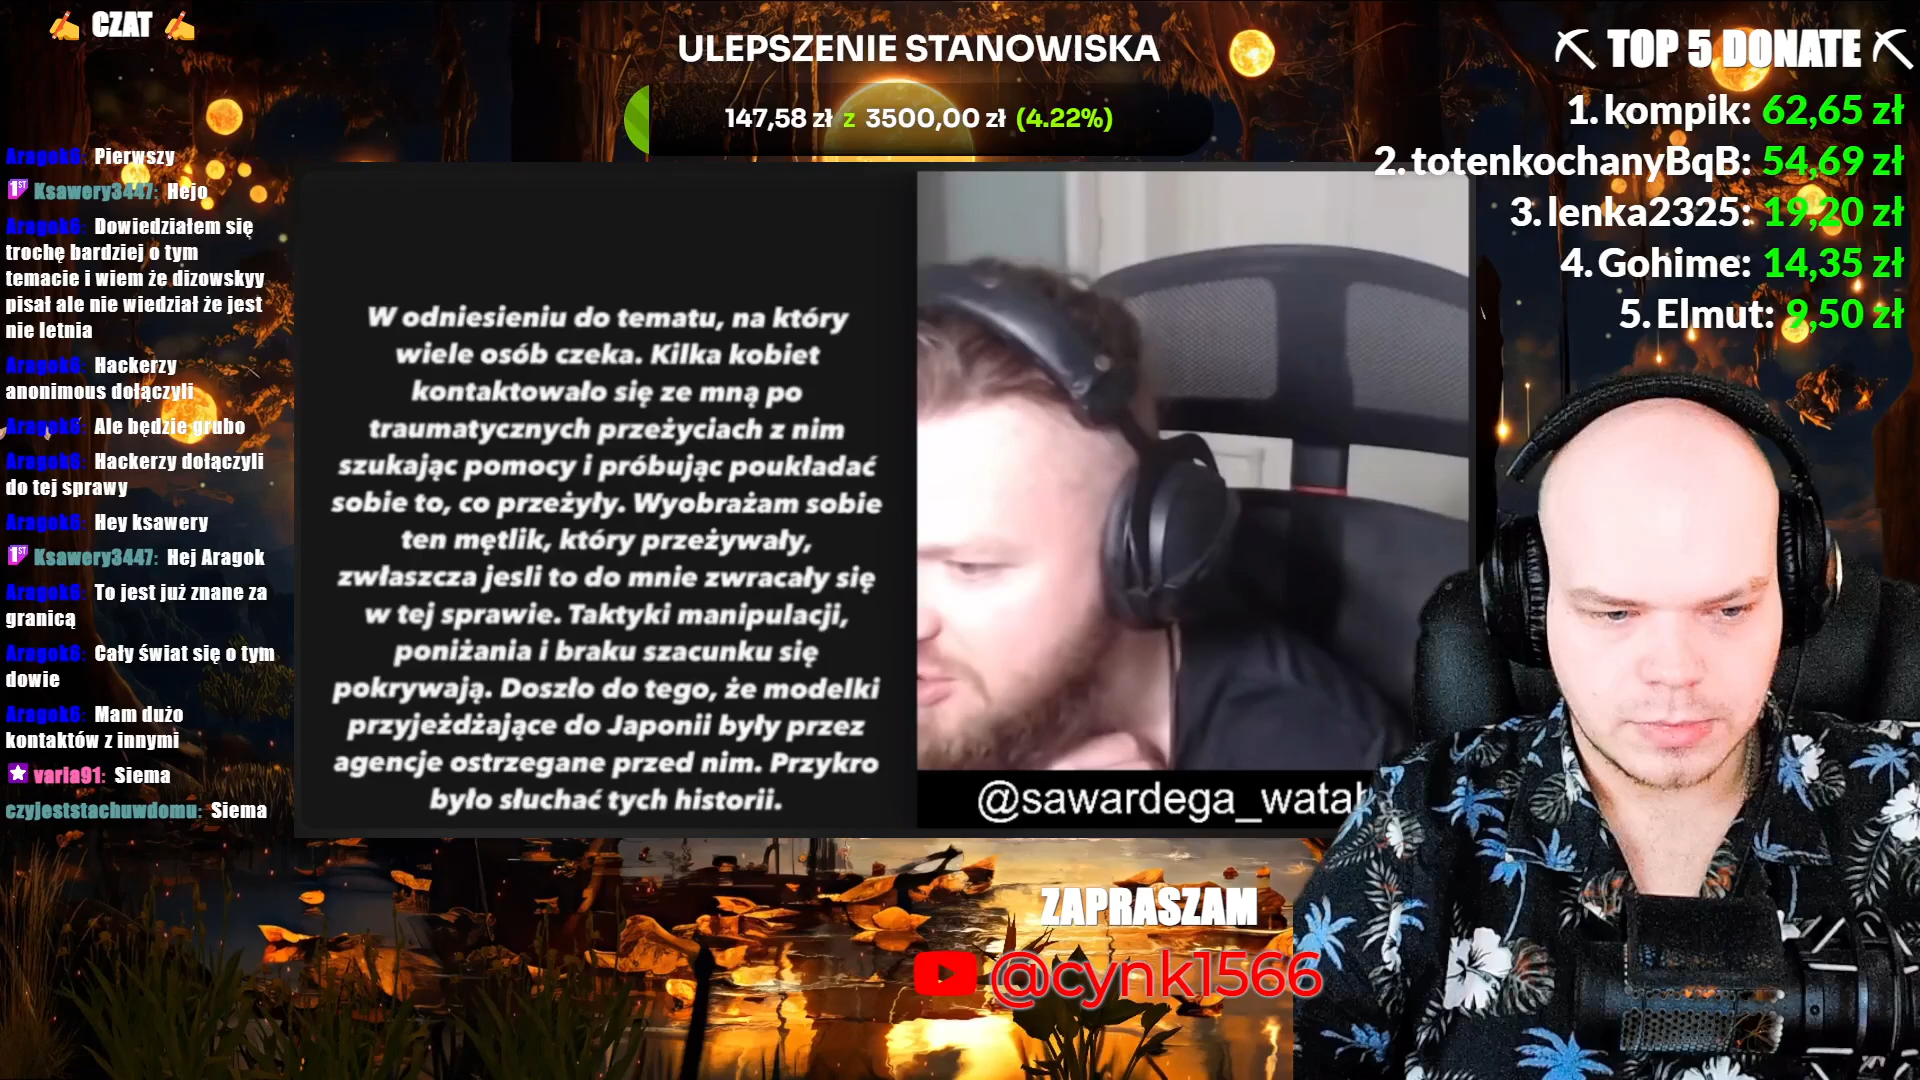 CZAT
ULEPSZENIE STANOWISKA
147,58 zł z 3500,00 zł (4.22%)
TOP 5 DONATE
1. kompik: 62,65 zł
2. totenkochanyBqB: 54,69 zł
3. lenka2325: 19,20 zł
4. Gohime: 14,35 zł
5. Elmut: 9,50 zł
Aragok6: Pierwszy
1ST Ksawery3447: Hejo
Aragok6: Dowiedziałem się
trochę bardziej o tym
temacie i wiem że dizowskyy
pisał ale nie wiedział że jest
nie letnia
Aragok6: Hackerzy
anonimous dołączyli
Aragok6: Ale będzie grubo
Aragok6: Hackerzy dołączyli
do tej sprawy
Aragok6: Hey ksawery
1ST Ksawery3447: Hej Aragok
Aragok6: To jest już znane za
granicą
Aragok6: Cały świat się o tym
dowie
Aragok6: Mam dużo
kontaktów z innymi
varia91: Siema
czyjeststachuwdomu: Siema
W odniesieniu do tematu, na który
wiele osób czeka. Kilka kobiet
kontaktowało się ze mną po
traumatycznych przeżyciach z nim
szukając pomocy i próbując poukładać
sobie to, co przeżyły. Wyobrażam sobie
ten mętlik, który przeżywały,
zwłaszcza jesli to do mnie zwracały się
w tej sprawie. Taktyki manipulacji,
poniżania i braku szacunku się
pokrywają. Doszło do tego, że modelki
przyjeżdżające do Japonii były przez
agencje ostrzegane przed nim. Przykro
było słuchać tych historii.
@sawardega_watah
ZAPRASZAM
@cynk1566